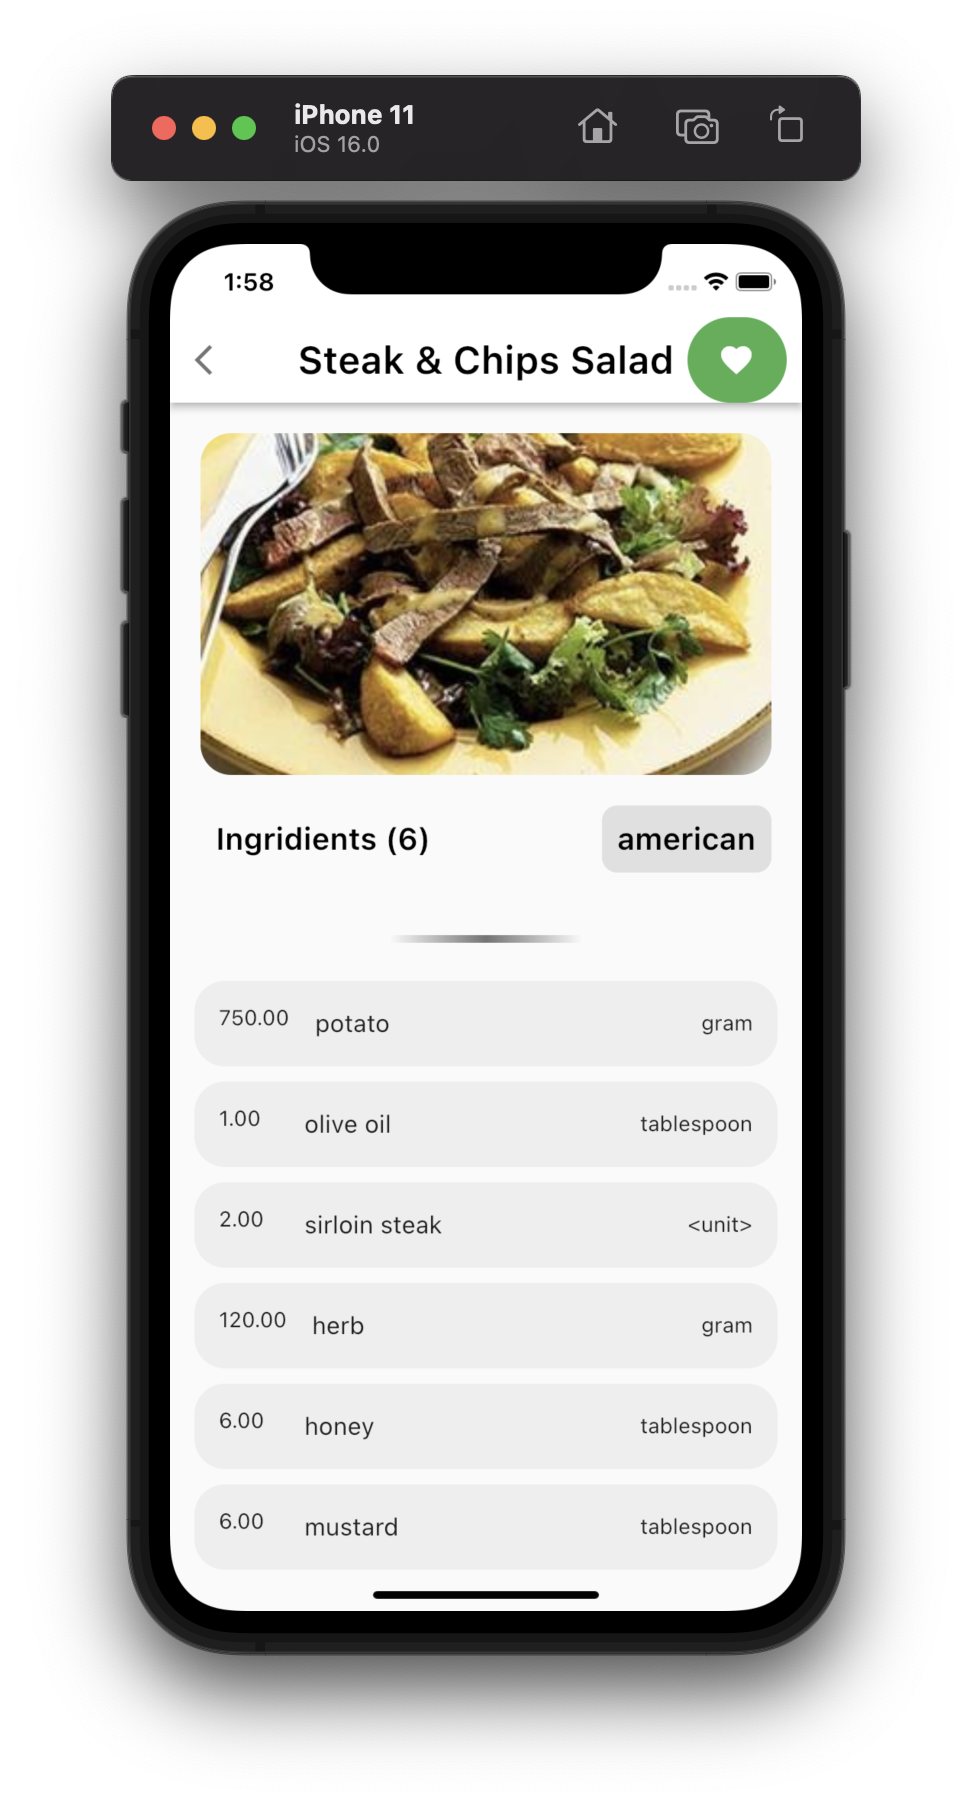 iPhone 11
iOS 16.0
1:58
Steak & Chips Salad
Ingridients (6)
american
750.00 potato gram
1.00 olive oil tablespoon
2.00 sirloin steak <unit>
120.00 herb gram
6.00 honey tablespoon
6.00 mustard tablespoon